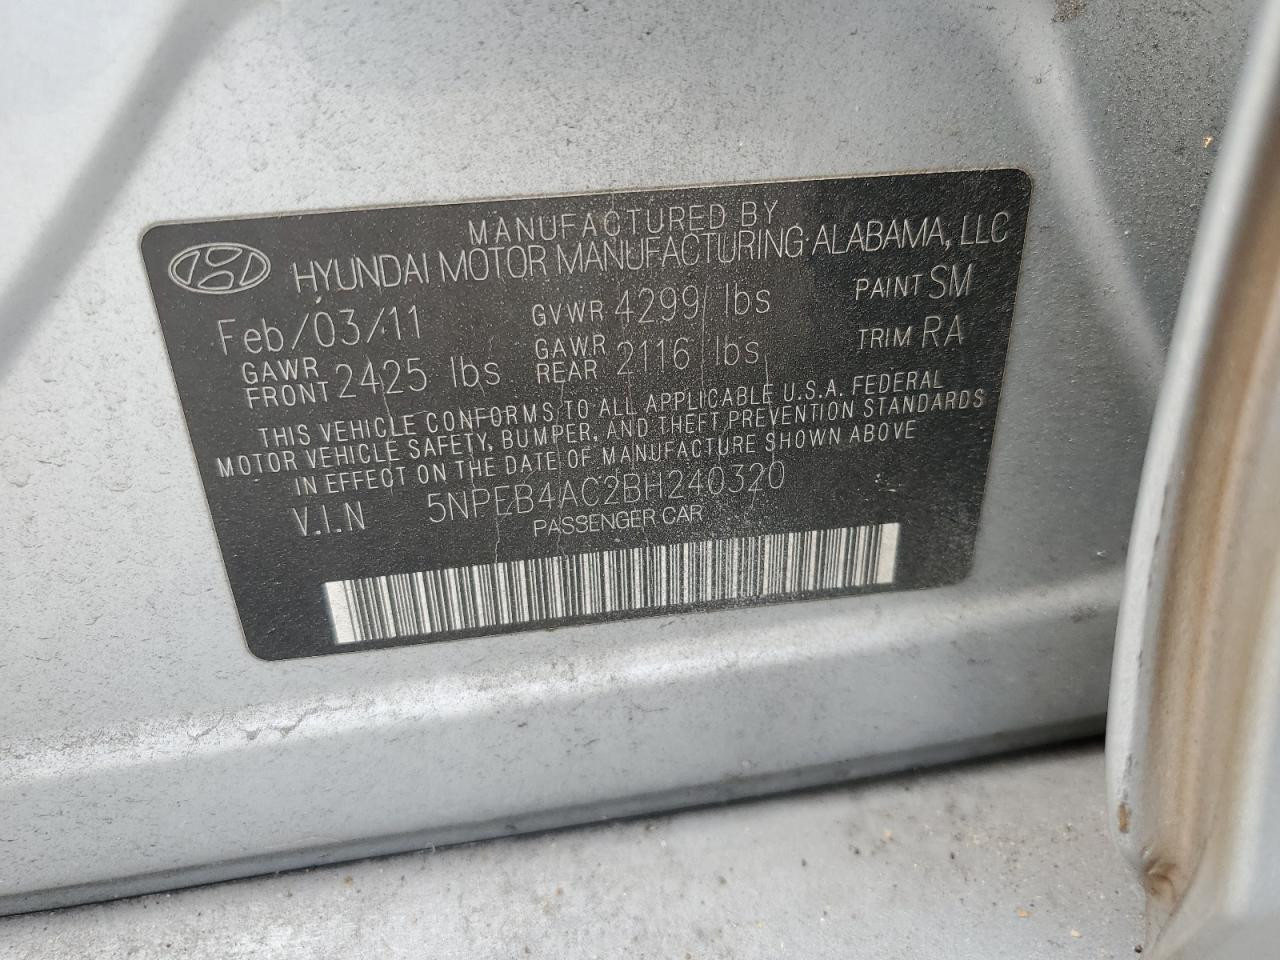 MANUFACTURED BY
HYUNDAI MOTOR MANUFACTURING ALABAMA, LLC
Feb/03/11 GVWR 4299 lbs PAINT SM
GAWR FRONT 2425 lbs GAWR REAR 2116 lbs TRIM RA
THIS VEHICLE CONFORMS TO ALL APPLICABLE U.S.A. FEDERAL
MOTOR VEHICLE SAFETY, BUMPER, AND THEFT PREVENTION STANDARDS
IN EFFECT ON THE DATE OF MANUFACTURE SHOWN ABOVE
V.I.N 5NPEB4AC2BH240320
PASSENGER CAR